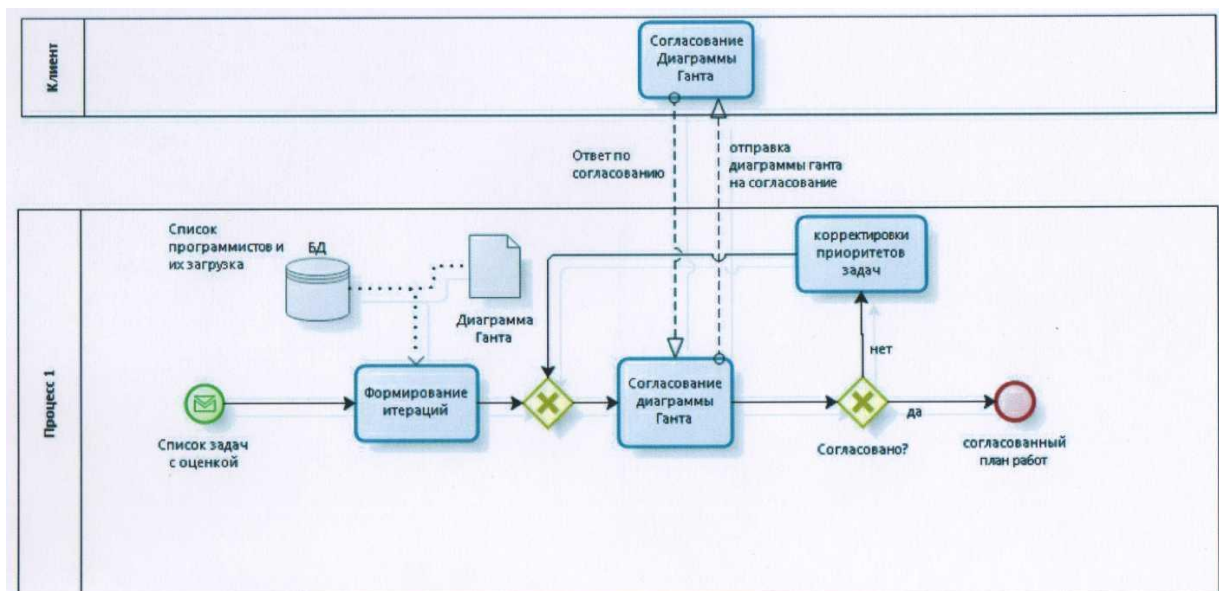 Клиент
Согласование
Диаграммы
Ганта
Ответ по
согласованию
отправка
диаграммы ганта
на согласование
Процесс 1
Список
программистов и
их загрузка
БД
Диаграмма
Ганта
корректировки
приоритетов
задач
нет
Список задач
с оценкой
Формирование
итераций
Согласование
диаграммы
Ганта
Согласовано?
да
согласованный
план работ